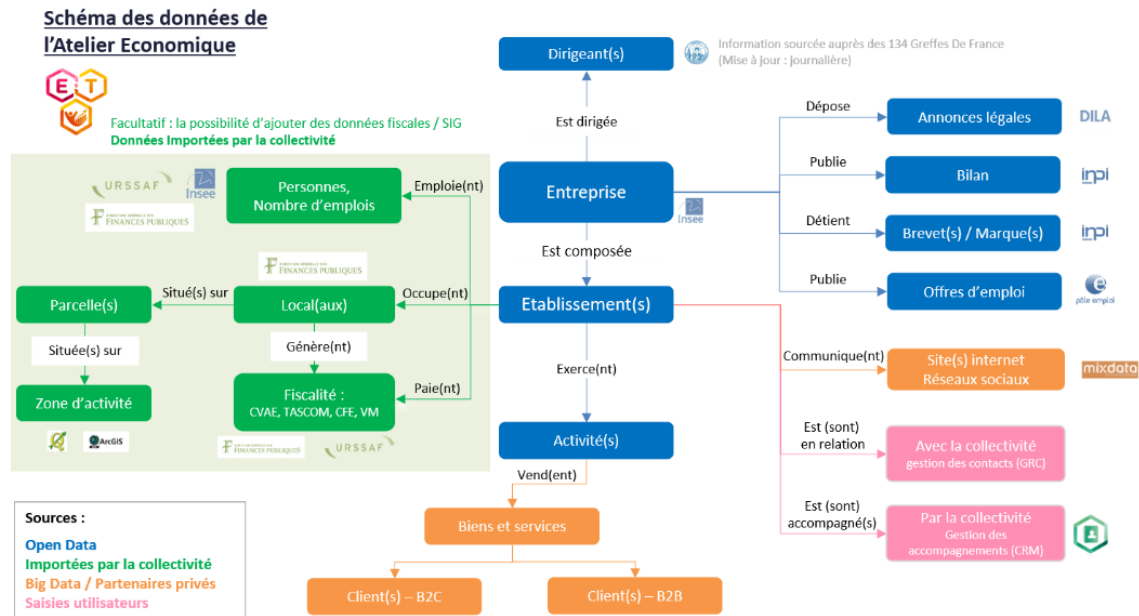 Schéma des données de
l'Atelier Economique
E T
Facultatif : la possibilité d'ajouter des données fiscales / SIG
Données Importées par la collectivité
Dirigeant(s)
Information sourcée auprès des 134 Greffes De France
(Mise à jour : journalière)
Est dirigée
Dépose
Annonces légales
DILA
Publie
Bilan
inpi
Entreprise
Insee
Détient
Brevet(s) / Marque(s)
inpi
Publie
Offres d'emploi
pôle emploi
Est composée
Etablissement(s)
URSSAF
Insee
FINANCES PUBLIQUES
Personnes,
Nombre d'emplois
Emploie(nt)
FINANCES PUBLIQUES
Parcelle(s)
Situé(s) sur
Local(aux)
Occupe(nt)
Située(s) sur
Génère(nt)
Zone d'activité
Fiscalité :
CVAE, TASCOM, CFE, VM
Paie(nt)
ArcGIS
FINANCES PUBLIQUES
URSSAF
Exerce(nt)
Communique(nt)
Site(s) internet
Réseaux sociaux
mixdata
Activité(s)
Est (sont)
en relation
Avec la collectivité
gestion des contacts (GRC)
Vend(ent)
Biens et services
Est (sont)
accompagné(s)
Par la collectivité
Gestion des
accompagnements (CRM)
Client(s) – B2C
Client(s) – B2B
Sources :
Open Data
Importées par la collectivité
Big Data / Partenaires privés
Saisies utilisateurs